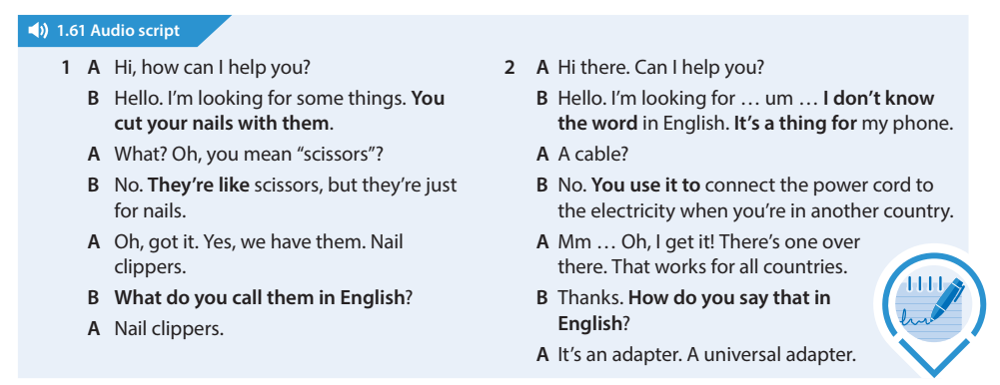 1.61 Audio script
1 A Hi, how can I help you?
B Hello. I'm looking for some things. You
cut your nails with them.
A What? Oh, you mean “scissors”?
B No. They're like scissors, but they're just
for nails.
A Oh, got it. Yes, we have them. Nail
clippers.
B What do you call them in English?
A Nail clippers.
2 A Hi there. Can I help you?
B Hello. I'm looking for … um … I don't know
the word in English. It's a thing for my phone.
A A cable?
B No. You use it to connect the power cord to
the electricity when you're in another country.
A Mm … Oh, I get it! There's one over
there. That works for all countries.
B Thanks. How do you say that in
English?
A It's an adapter. A universal adapter.